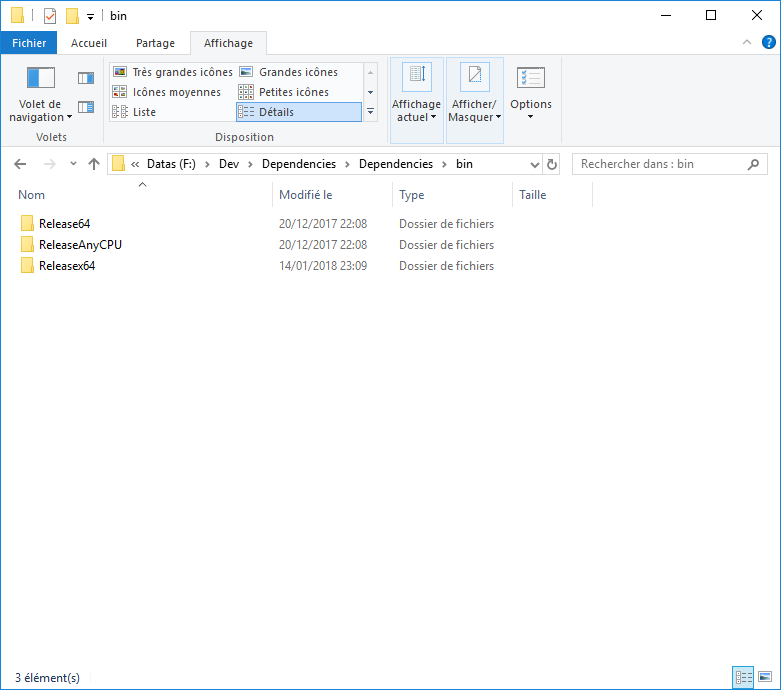 bin
Fichier Accueil Partage Affichage
Très grandes icônes Grandes icônes
Icônes moyennes Petites icônes
Liste Détails
Volet de navigation
Affichage actuel
Afficher/ Masquer
Options
Volets Disposition
« Datas (F:) > Dev > Dependencies > Dependencies > bin Rechercher dans : bin
Nom Modifié le Type Taille
Release64 20/12/2017 22:08 Dossier de fichiers
ReleaseAnyCPU 20/12/2017 22:08 Dossier de fichiers
Releasex64 14/01/2018 23:09 Dossier de fichiers
3 élément(s)